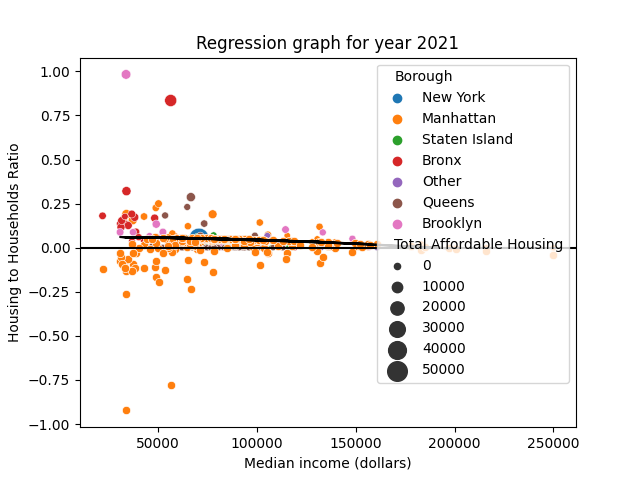 Regression graph for year 2021
1.00
0.75
0.50
0.25
0.00
−0.25
−0.50
−0.75
−1.00
Housing to Households Ratio
Borough
New York
Manhattan
Staten Island
Bronx
Other
Queens
Brooklyn
Total Affordable Housing
0
10000
20000
30000
40000
50000
50000 100000 150000 200000 250000
Median income (dollars)